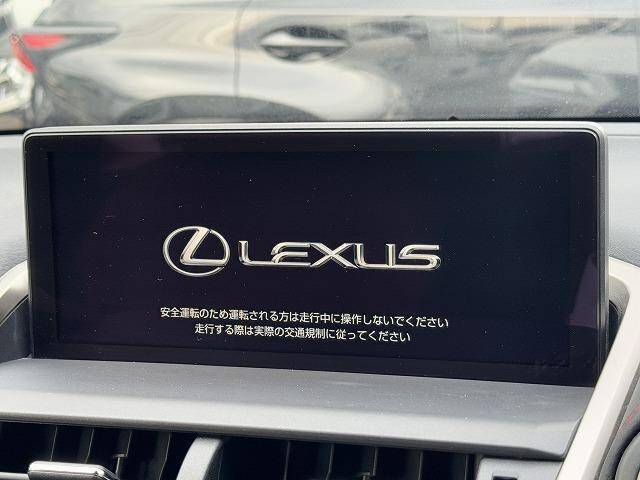 LEXUS
安全運転のため運転される方は走行中に操作しないでください
走行する際は実際の交通規制に従ってください